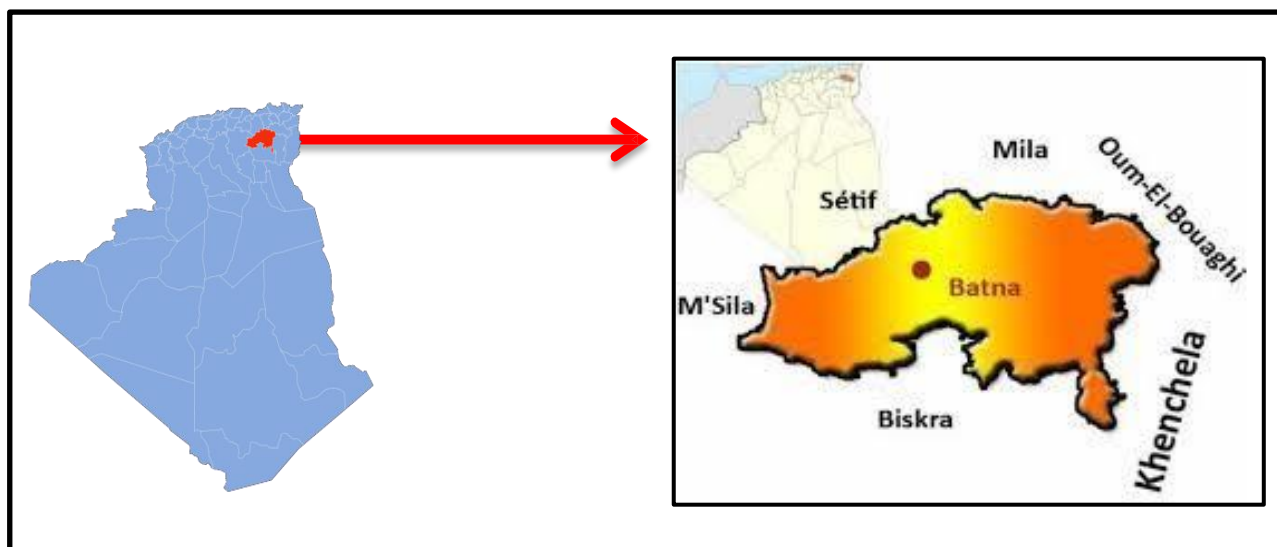 Mila
Oum-El-Bouaghi
Sétif
Batna
M'Sila
Khenchela
Biskra